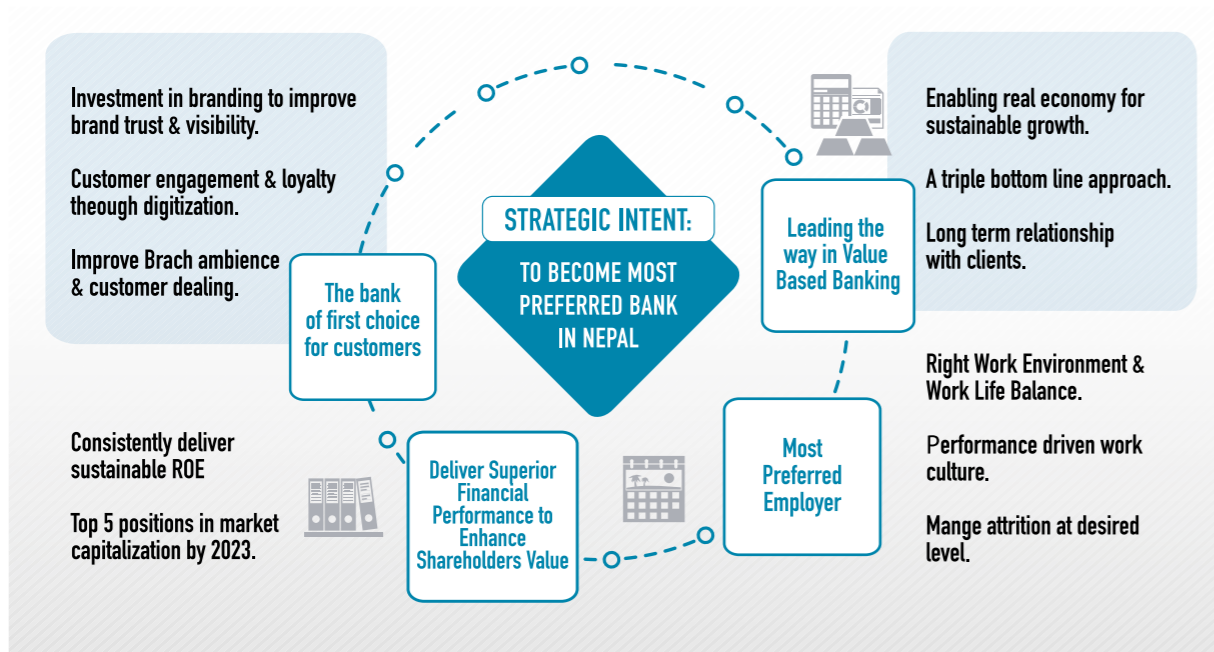 Investment in branding to improve
brand trust & visibility.
Customer engagement & loyalty
theough digitization.
Improve Brach ambience
& customer dealing.
The bank
of first choice
for customers
STRATEGIC INTENT:
TO BECOME MOST
PREFERRED BANK
IN NEPAL
Leading the
way in Value
Based Banking
Enabling real economy for
sustainable growth.
A triple bottom line approach.
Long term relationship
with clients.
Consistently deliver
sustainable ROE
Top 5 positions in market
capitalization by 2023.
Deliver Superior
Financial
Performance to
Enhance
Shareholders Value
Most
Preferred
Employer
Right Work Environment &
Work Life Balance.
Performance driven work
culture.
Mange attrition at desired
level.